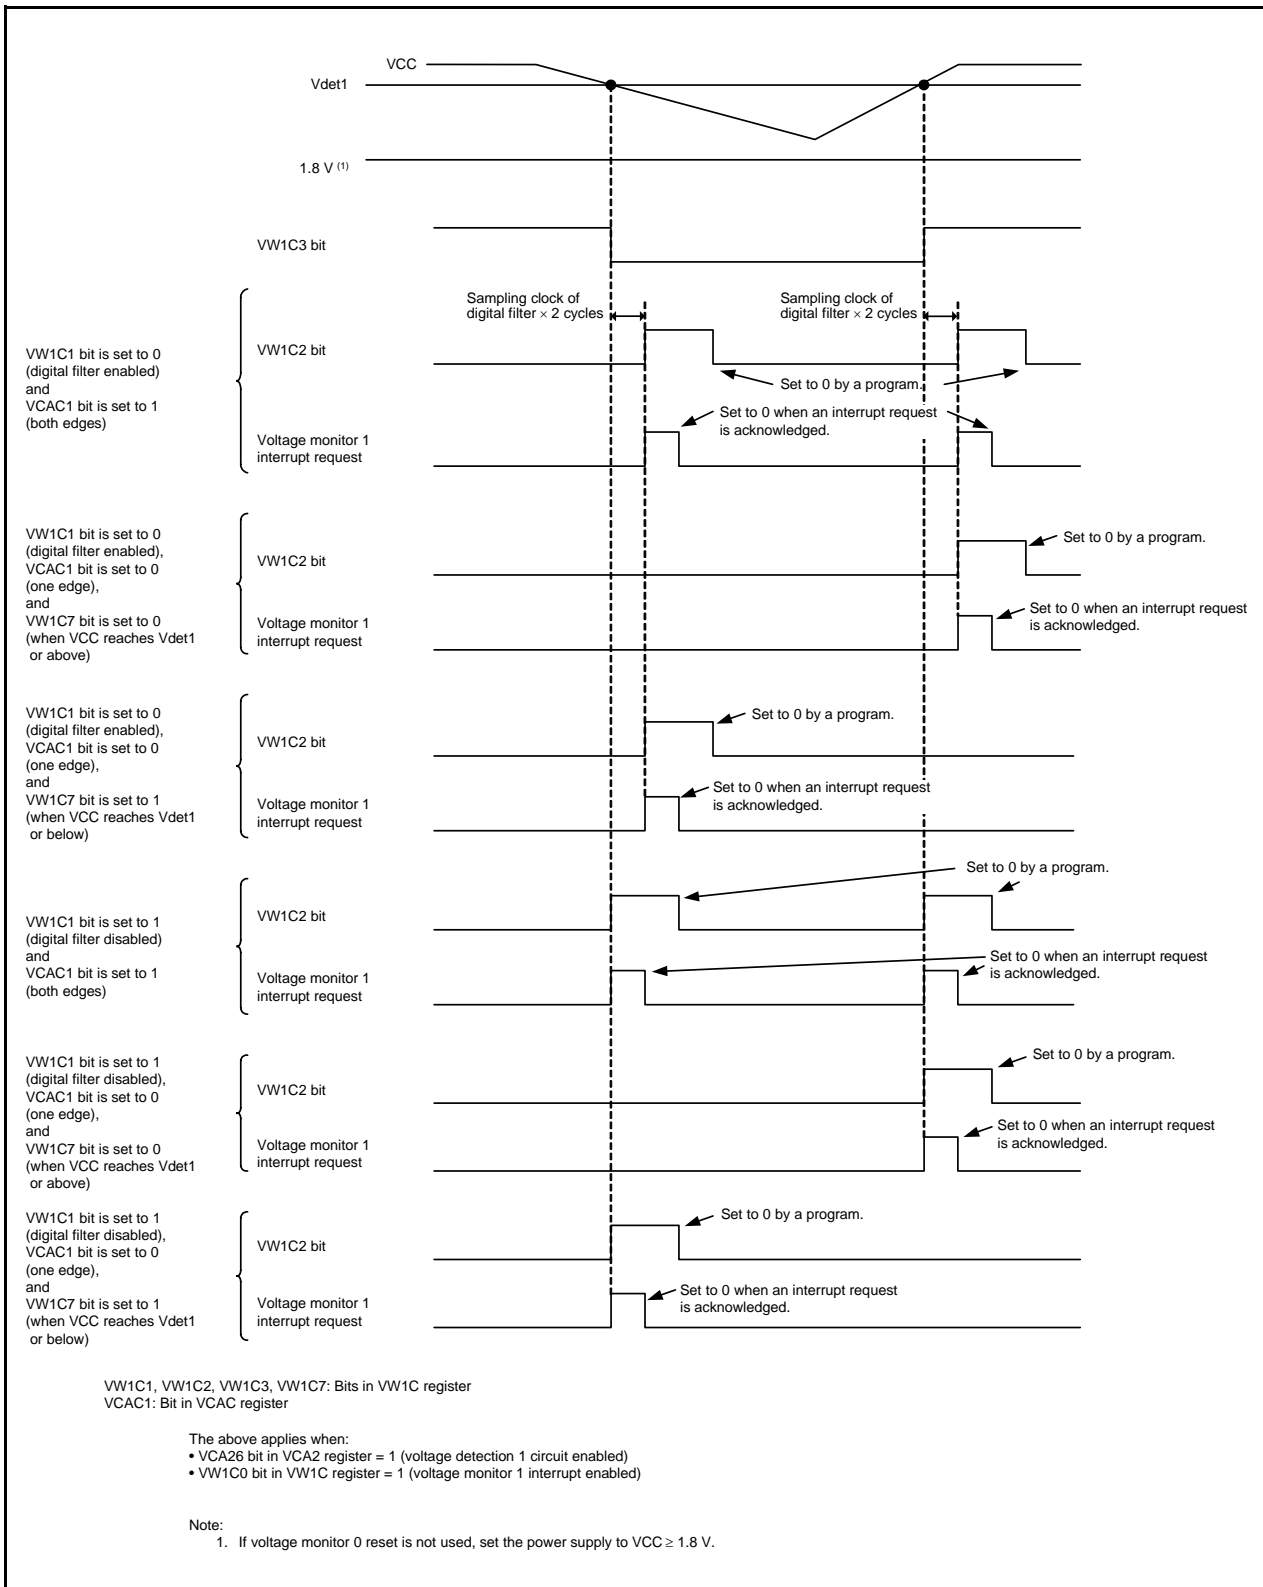 VCC
Vdet1
1.8 V (1)
VW1C3 bit
Sampling clock of
digital filter × 2 cycles
Sampling clock of
digital filter × 2 cycles
VW1C1 bit is set to 0
(digital filter enabled)
and
VCAC1 bit is set to 1
(both edges)
VW1C2 bit
Set to 0 by a program.
Set to 0 when an interrupt request
is acknowledged.
Voltage monitor 1
interrupt request
VW1C1 bit is set to 0
(digital filter enabled),
VCAC1 bit is set to 0
(one edge),
and
VW1C7 bit is set to 0
(when VCC reaches Vdet1
or above)
VW1C2 bit
Set to 0 by a program.
Voltage monitor 1
interrupt request
Set to 0 when an interrupt request
is acknowledged.
VW1C1 bit is set to 0
(digital filter enabled),
VCAC1 bit is set to 0
(one edge),
and
VW1C7 bit is set to 1
(when VCC reaches Vdet1
or below)
VW1C2 bit
Set to 0 by a program.
Voltage monitor 1
interrupt request
Set to 0 when an interrupt request
is acknowledged.
VW1C1 bit is set to 1
(digital filter disabled)
and
VCAC1 bit is set to 1
(both edges)
VW1C2 bit
Set to 0 by a program.
Voltage monitor 1
interrupt request
Set to 0 when an interrupt request
is acknowledged.
VW1C1 bit is set to 1
(digital filter disabled),
VCAC1 bit is set to 0
(one edge),
and
VW1C7 bit is set to 0
(when VCC reaches Vdet1
or above)
VW1C2 bit
Set to 0 by a program.
Voltage monitor 1
interrupt request
Set to 0 when an interrupt request
is acknowledged.
VW1C1 bit is set to 1
(digital filter disabled),
VCAC1 bit is set to 0
(one edge),
and
VW1C7 bit is set to 1
(when VCC reaches Vdet1
or below)
VW1C2 bit
Set to 0 by a program.
Voltage monitor 1
interrupt request
Set to 0 when an interrupt request
is acknowledged.
VW1C1, VW1C2, VW1C3, VW1C7: Bits in VW1C register
VCAC1: Bit in VCAC register
The above applies when:
• VCA26 bit in VCA2 register = 1 (voltage detection 1 circuit enabled)
• VW1C0 bit in VW1C register = 1 (voltage monitor 1 interrupt enabled)
Note:
1. If voltage monitor 0 reset is not used, set the power supply to VCC ≥ 1.8 V.